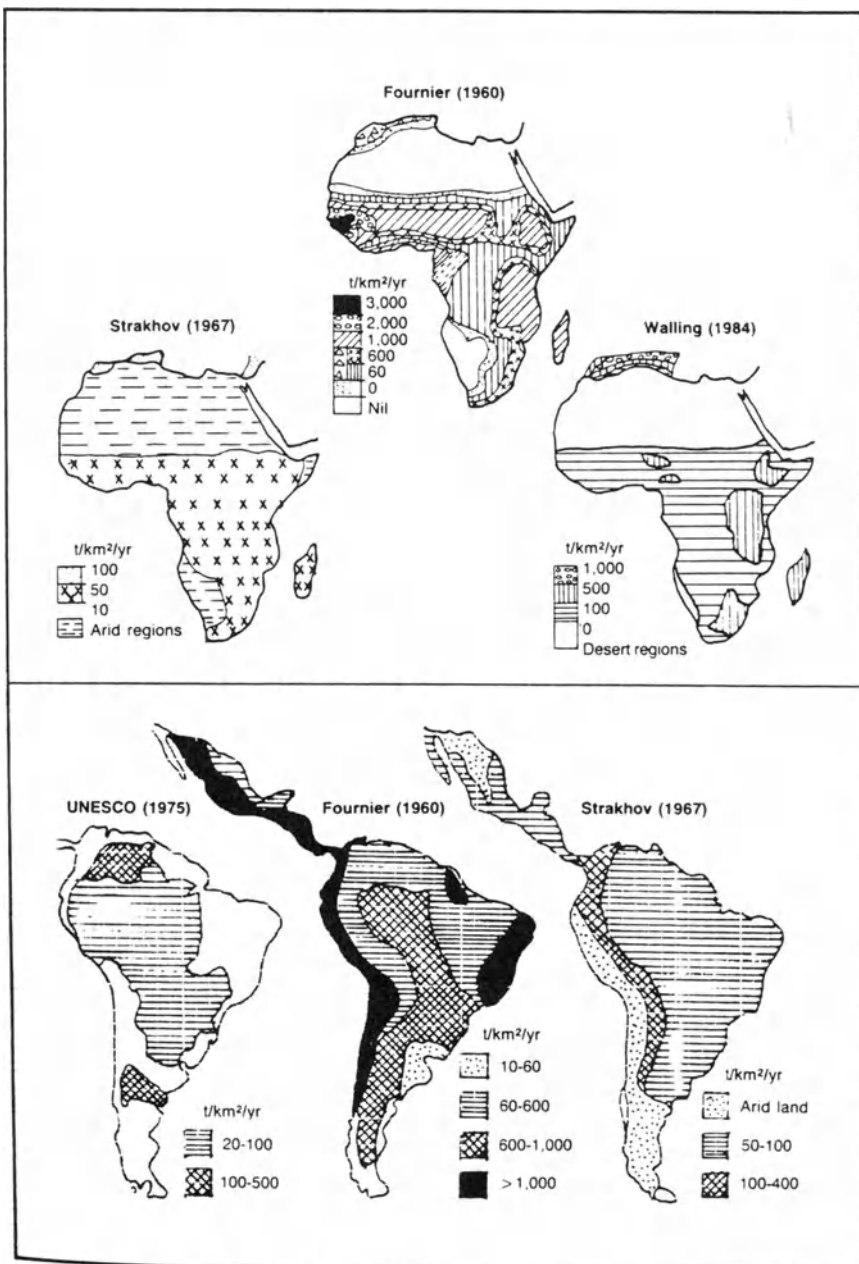 Fournier (1960)
t/km²/yr
3,000
2,000
1,000
600
60
0
Nil
Strakhov (1967)
t/km²/yr
100
50
10
Arid regions
Walling (1984)
t/km²/yr
1,000
500
100
0
Desert regions
UNESCO (1975)
t/km²/yr
20-100
100-500
Fournier (1960)
t/km²/yr
10-60
60-600
600-1,000
>1,000
Strakhov (1967)
t/km²/yr
Arid land
50-100
100-400